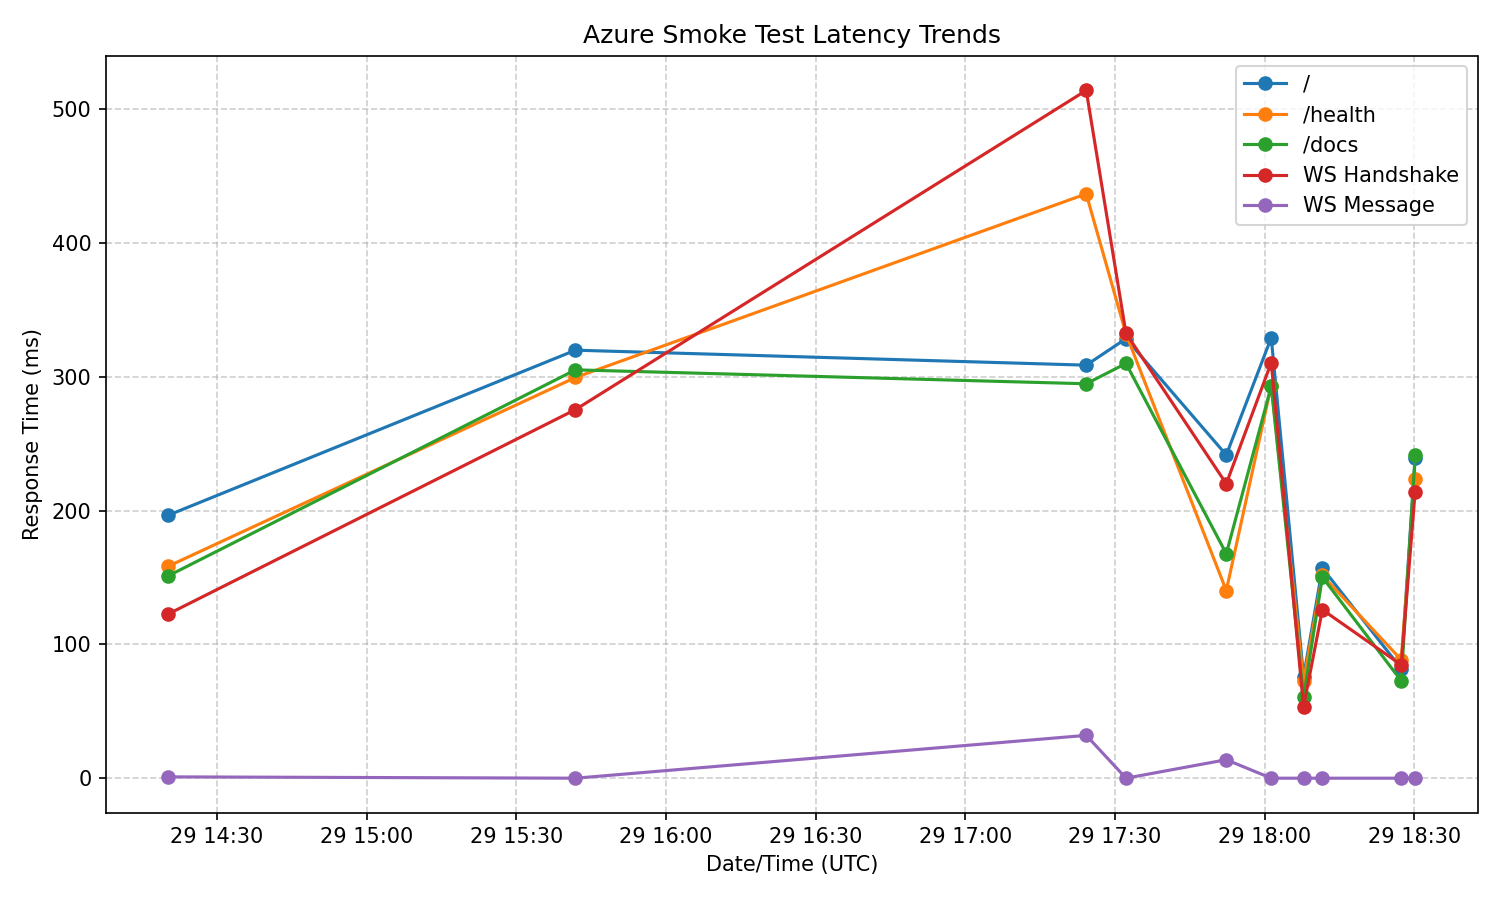 Azure Smoke Test Latency Trends
/
/health
/docs
WS Handshake
WS Message
Response Time (ms)
500
400
300
200
100
0
29 14:30 29 15:00 29 15:30 29 16:00 29 16:30 29 17:00 29 17:30 29 18:00 29 18:30
Date/Time (UTC)